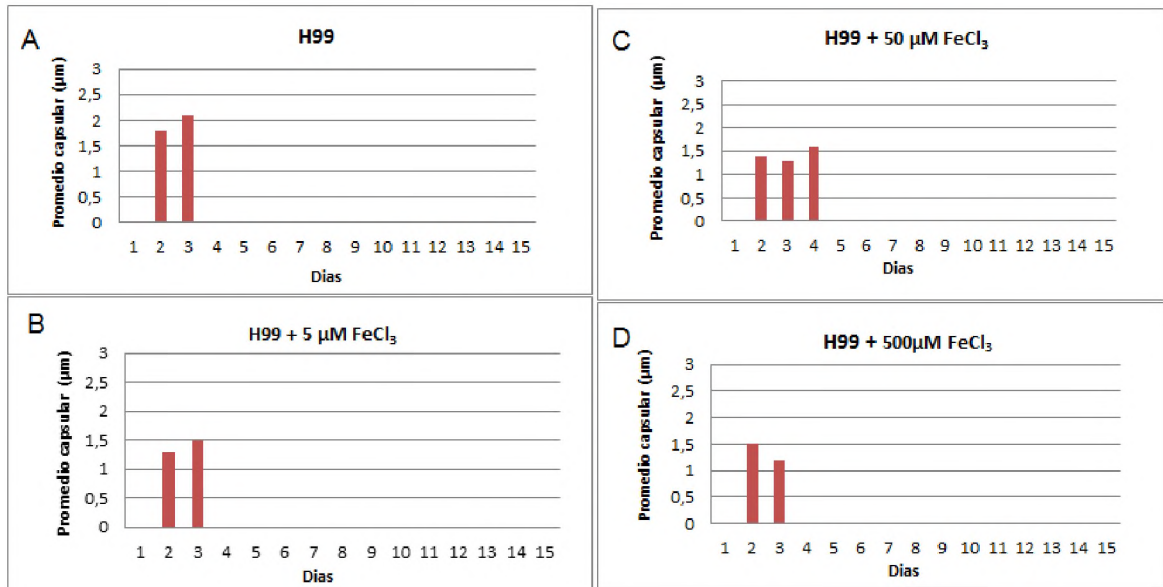 A
H99
Promedio capsular (µm)
3
2,5
2
1,5
1
0,5
0
1 2 3 4 5 6 7 8 9 10 11 12 13 14 15
Dias
B
H99 + 5 µM FeCl₃
Promedio capsular (µm)
3
2,5
2
1,5
1
0,5
0
1 2 3 4 5 6 7 8 9 10 11 12 13 14 15
Dias
C
H99 + 50 µM FeCl₃
Promedio capsular (µm)
3
2,5
2
1,5
1
0,5
0
1 2 3 4 5 6 7 8 9 10 11 12 13 14 15
Dias
D
H99 + 500µM FeCl₃
Promedio capsular (µm)
3
2,5
2
1,5
1
0,5
0
1 2 3 4 5 6 7 8 9 10 11 12 13 14 15
Dias